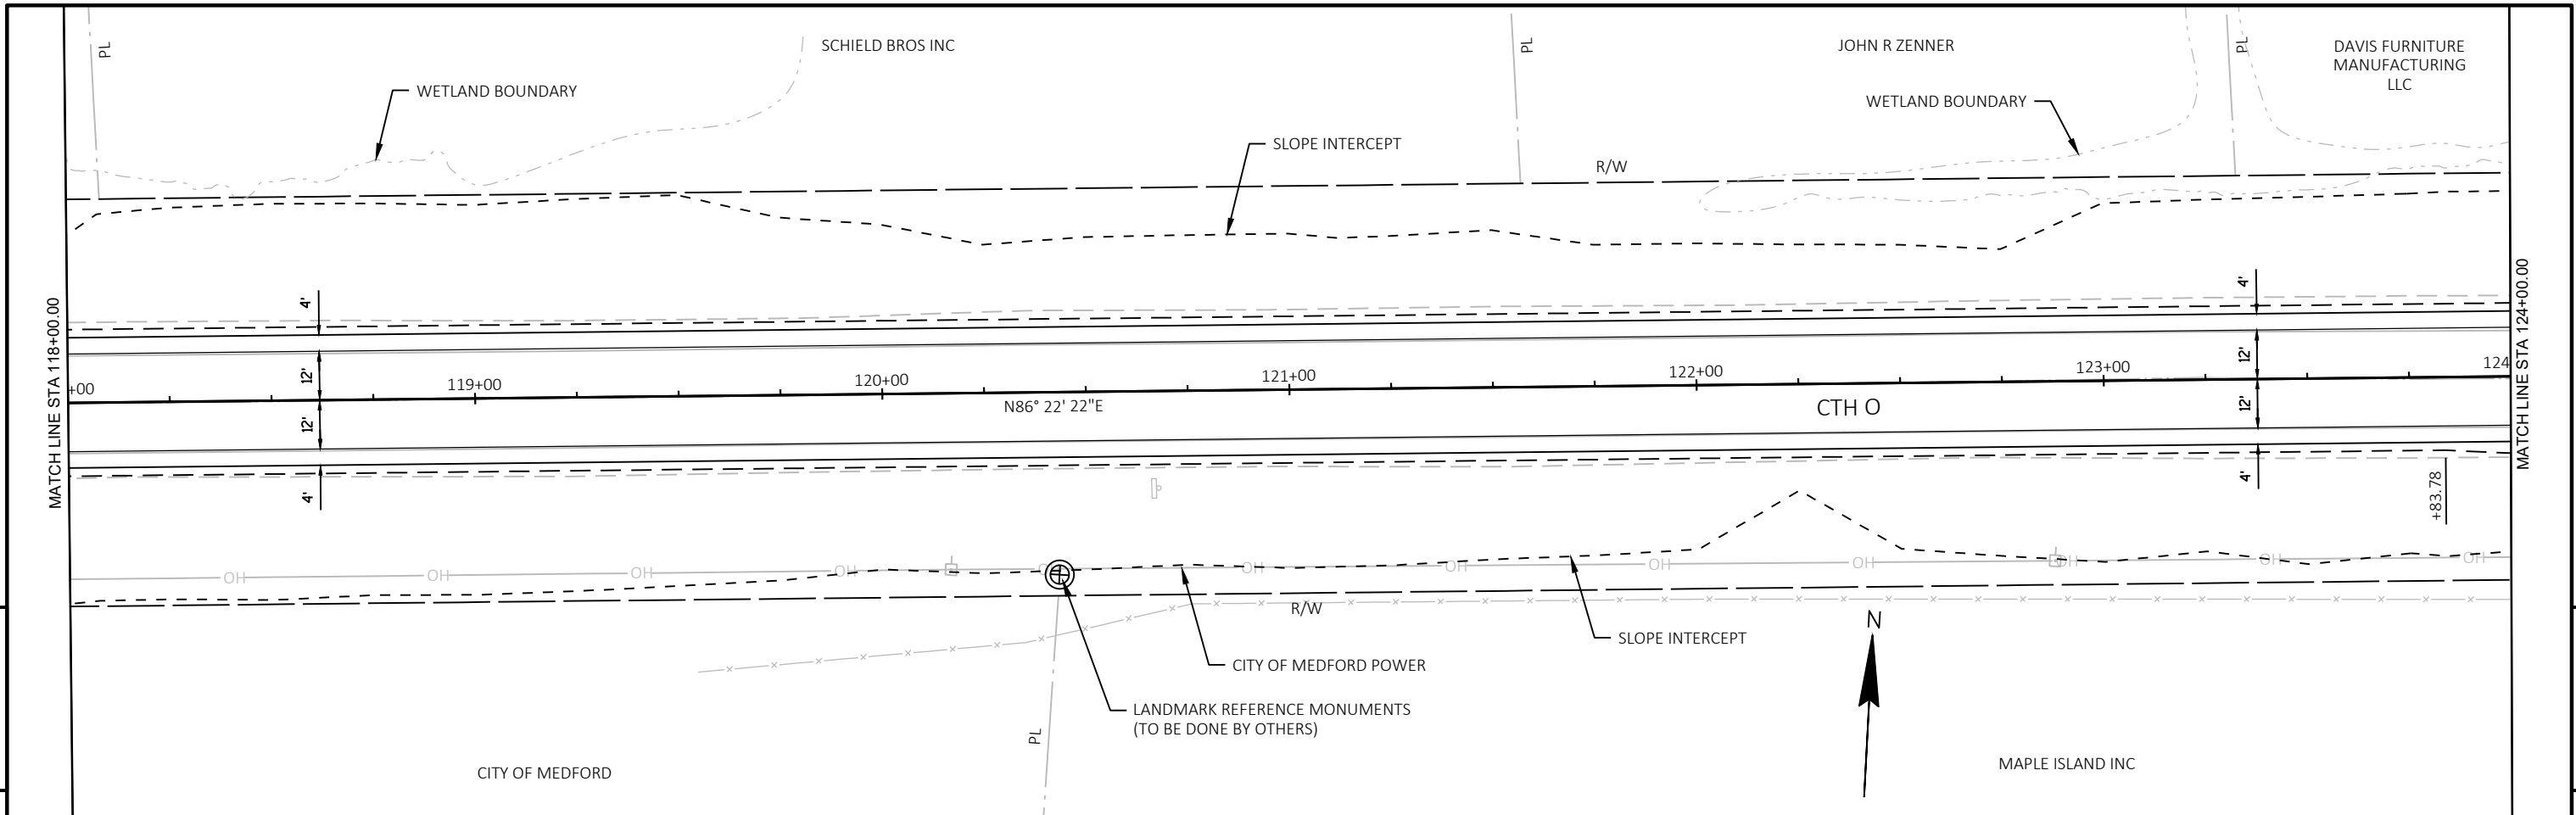 PL
SCHIELD BROS INC
PL
JOHN R ZENNER
PL
DAVIS FURNITURE
MANUFACTURING
LLC
WETLAND BOUNDARY
WETLAND BOUNDARY
SLOPE INTERCEPT
R/W
MATCH LINE STA 118+00.00
4'
4'
MATCH LINE STA 124+00.00
12'
12'
+00
119+00
120+00
121+00
122+00
123+00
124
N86° 22' 22"E
CTH O
12'
12'
4'
4'
+83.78
OH
OH
OH
OH
OH
OH
OH
OH
OH
OH
OH
R/W
N
SLOPE INTERCEPT
CITY OF MEDFORD POWER
LANDMARK REFERENCE MONUMENTS
(TO BE DONE BY OTHERS)
PL
CITY OF MEDFORD
MAPLE ISLAND INC